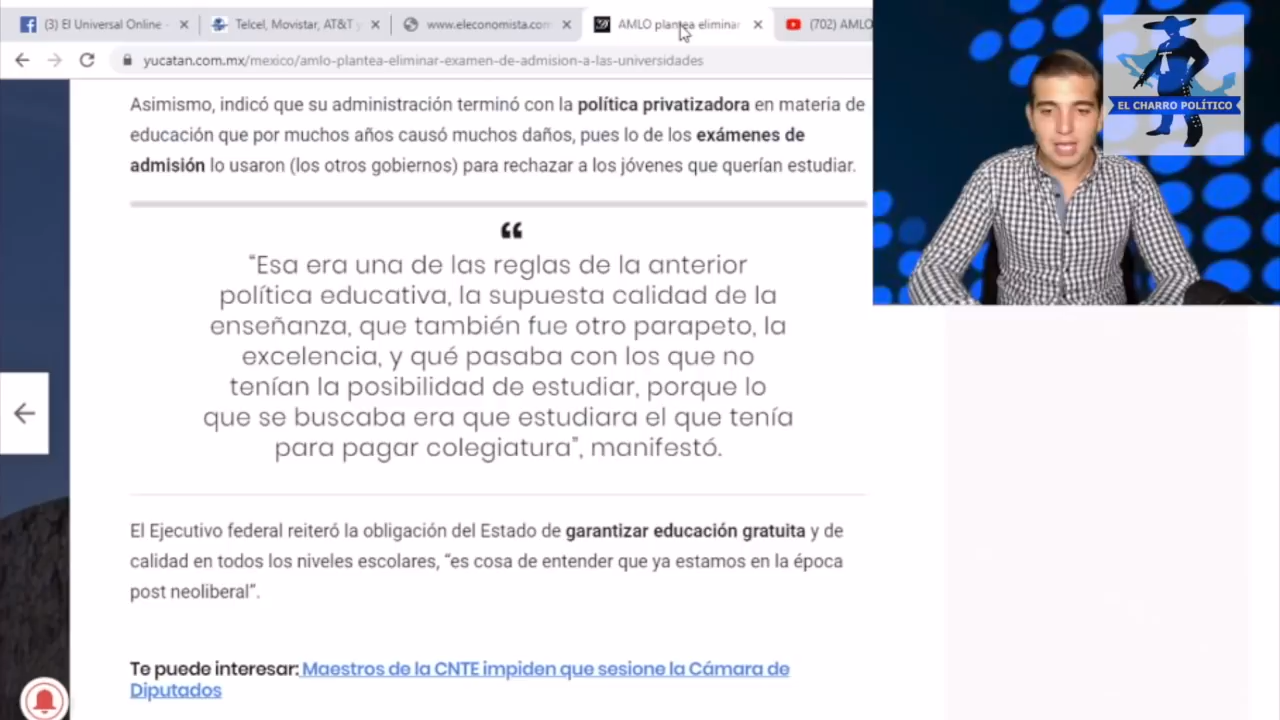 (3) El Universal Online -
Telcel, Movistar, AT&T
www.eleconomista.com
AMLO plantea eliminar
(702) AMLO
yucatan.com.mx/mexico/amlo-plantea-eliminar-examen-de-admision-a-las-universidades
EL CHARRO POLÍTICO
Asimismo, indicó que su administración terminó con la política privatizadora en materia de
educación que por muchos años causó muchos daños, pues lo de los exámenes de
admisión lo usaron (los otros gobiernos) para rechazar a los jóvenes que querían estudiar.
“
“Esa era una de las reglas de la anterior
política educativa, la supuesta calidad de la
enseñanza, que también fue otro parapeto, la
excelencia, y qué pasaba con los que no
tenían la posibilidad de estudiar, porque lo
que se buscaba era que estudiara el que tenía
para pagar colegiatura”, manifestó.
El Ejecutivo federal reiteró la obligación del Estado de garantizar educación gratuita y de
calidad en todos los niveles escolares, “es cosa de entender que ya estamos en la época
post neoliberal”.
Te puede interesar: Maestros de la CNTE impiden que sesione la Cámara de
Diputados